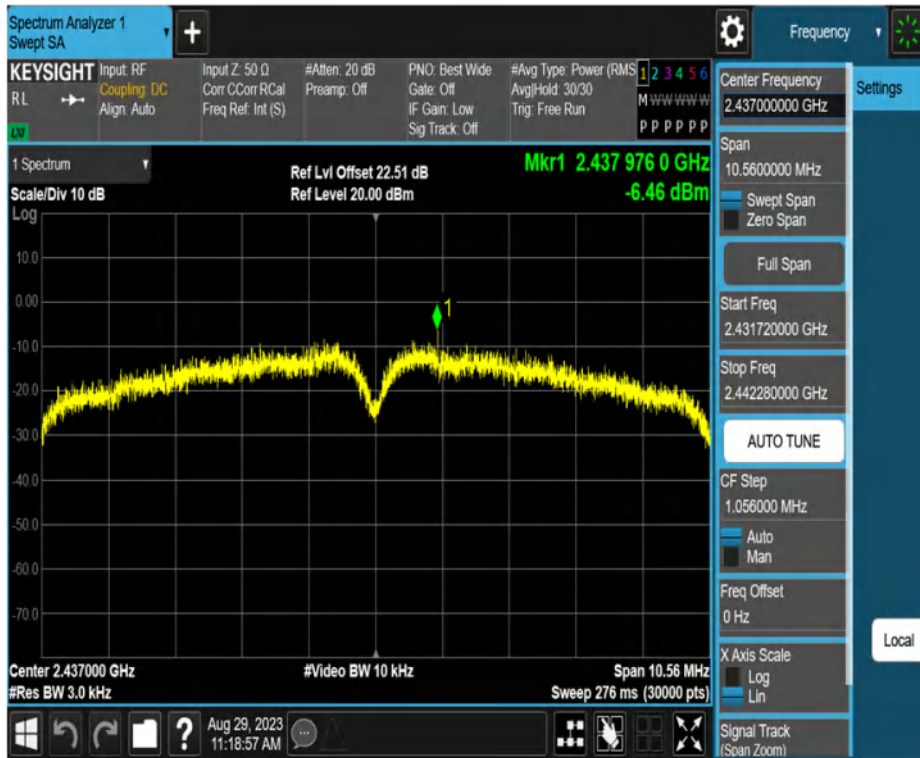 Spectrum Analyzer 1
Swept SA
Frequency
KEYSIGHT
RL
LNI
Input: RF
Coupling: DC
Align: Auto
Input Z: 50 Ω
Corr CCorr RCal
Freq Ref: Int (S)
#Atten: 20 dB
Preamp: Off
PNO: Best Wide
Gate: Off
IF Gain: Low
Sig Track: Off
#Avg Type: Power (RMS
Avg|Hold: 30/30
Trig: Free Run
1 2 3 4 5 6
M W W W W W
P P P P P P
1 Spectrum
Scale/Div 10 dB
Log
Ref Lvl Offset 22.51 dB
Ref Level 20.00 dBm
Mkr1 2.437 976 0 GHz
-6.46 dBm
1
10.0
0.00
-10.0
-20.0
-30.0
-40.0
-50.0
-60.0
-70.0
Center 2.437000 GHz
#Res BW 3.0 kHz
#Video BW 10 kHz
Span 10.56 MHz
Sweep 276 ms (30000 pts)
Aug 29, 2023
11:18:57 AM
Center Frequency
2.437000000 GHz
Settings
Span
10.5600000 MHz
Swept Span
Zero Span
Full Span
Start Freq
2.431720000 GHz
Stop Freq
2.442280000 GHz
AUTO TUNE
CF Step
1.056000 MHz
Auto
Man
Freq Offset
0 Hz
Local
X Axis Scale
Log
Lin
Signal Track
(Span Zoom)